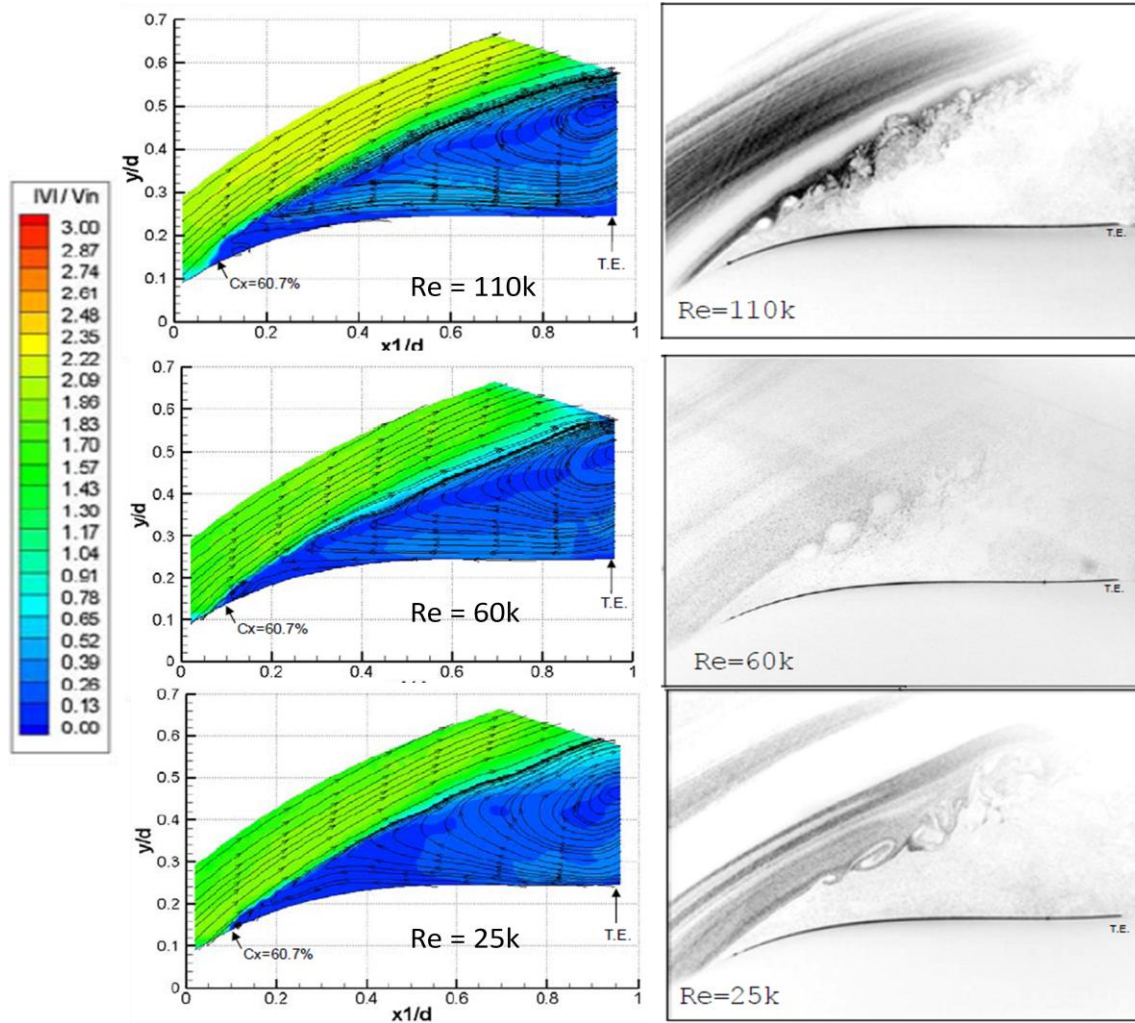 |V| / Vin
3.00
2.87
2.74
2.61
2.48
2.35
2.22
2.09
1.96
1.83
1.70
1.57
1.43
1.30
1.17
1.04
0.91
0.78
0.65
0.52
0.39
0.26
0.13
0.00
y/d
0.7
0.6
0.5
0.4
0.3
0.2
0.1
0
Cx=60.7%
Re = 110k
T.E.
0 0.2 0.4 0.6 0.8 1
x1/d
T.E.
Re=110k
y/d
0.7
0.6
0.5
0.4
0.3
0.2
0.1
0
Cx=60.7%
Re = 60k
T.E.
0 0.2 0.4 0.6 0.8 1
T.E.
Re=60k
y/d
0.7
0.6
0.5
0.4
0.3
0.2
0.1
0
Cx=60.7%
Re = 25k
T.E.
0 0.2 0.4 0.6 0.8 1
x1/d
T.E.
Re=25k